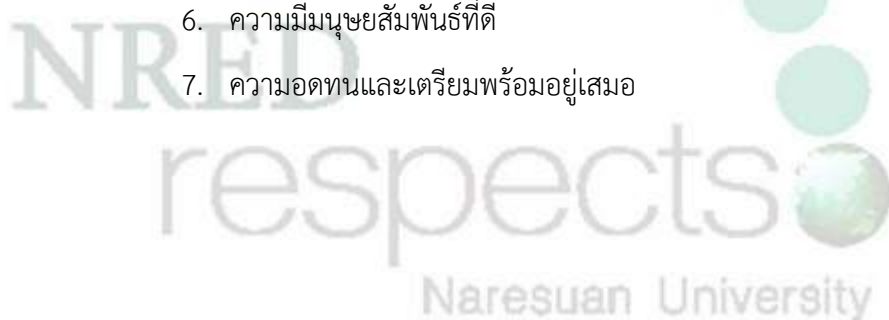 6. ความมีมนุษยสัมพันธ์ที่ดี
NRED
7. ความอดทนและเตรียมพร้อมอยู่เสมอ
respects
Naresuan University